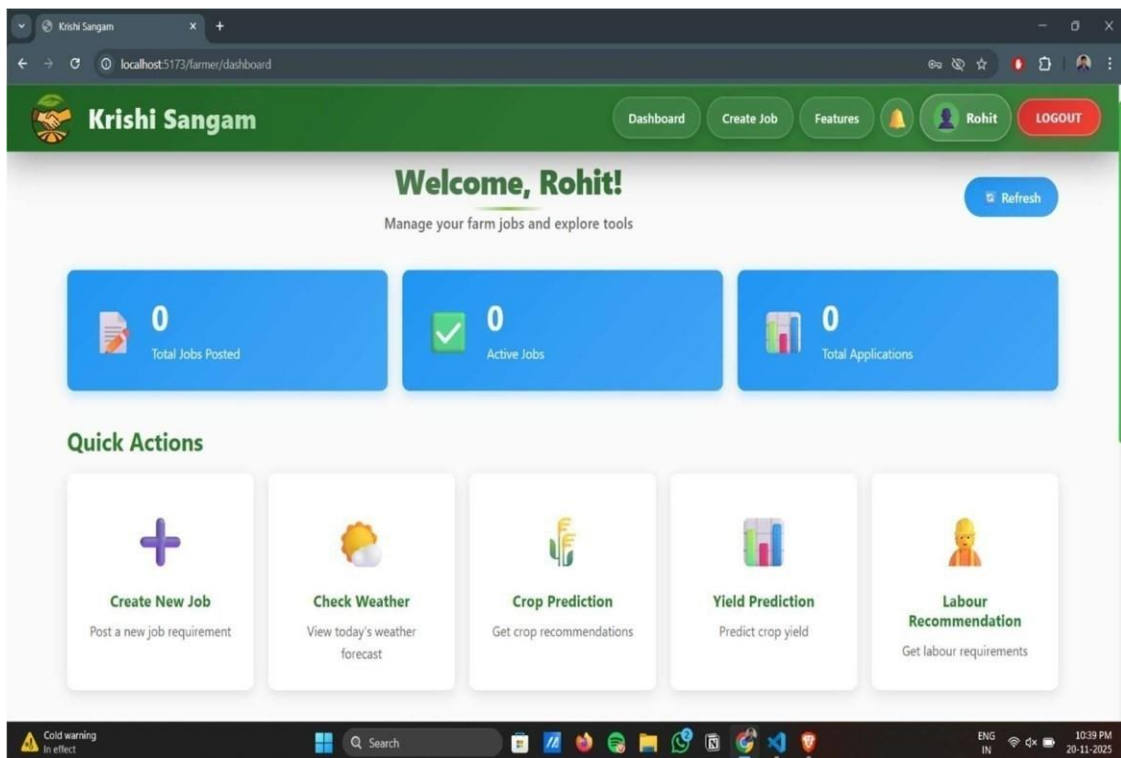 Krishi Sangam
localhost:5173/farmer/dashboard
Krishi Sangam
Dashboard
Create Job
Features
Rohit
LOGOUT
Welcome, Rohit!
Manage your farm jobs and explore tools
Refresh
0
Total Jobs Posted
0
Active Jobs
0
Total Applications
Quick Actions
Create New Job
Post a new job requirement
Check Weather
View today's weather
forecast
Crop Prediction
Get crop recommendations
Yield Prediction
Predict crop yield
Labour
Recommendation
Get labour requirements
Cold warning
In effect
Search
2
ENG
IN
10:39 PM
20-11-2025